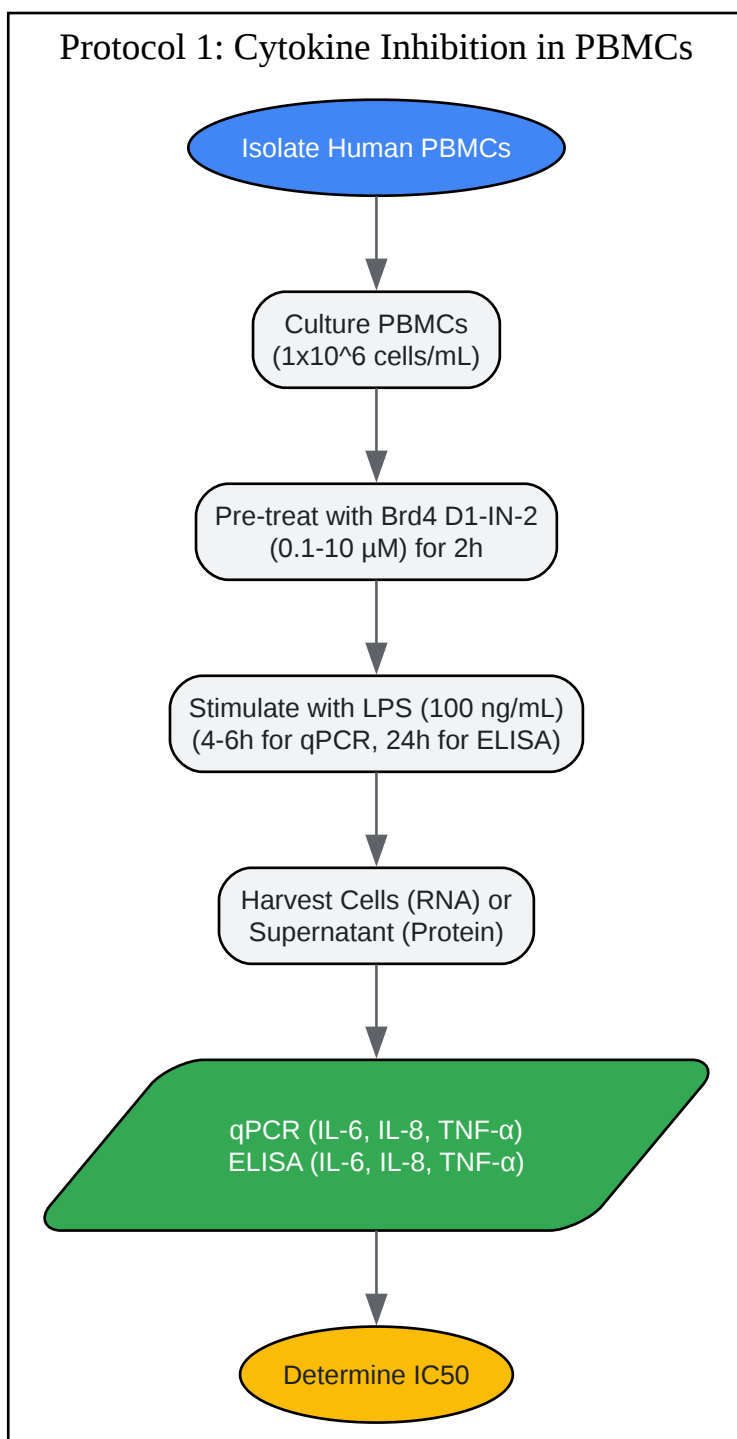 Protocol 1: Cytokine Inhibition in PBMCs
Isolate Human PBMCs
Culture PBMCs
(1x10^6 cells/mL)
Pre-treat with Brd4 D1-IN-2
(0.1-10 µM) for 2h
Stimulate with LPS (100 ng/mL)
(4-6h for qPCR, 24h for ELISA)
Harvest Cells (RNA) or
Supernatant (Protein)
qPCR (IL-6, IL-8, TNF-α)
ELISA (IL-6, IL-8, TNF-α)
Determine IC50